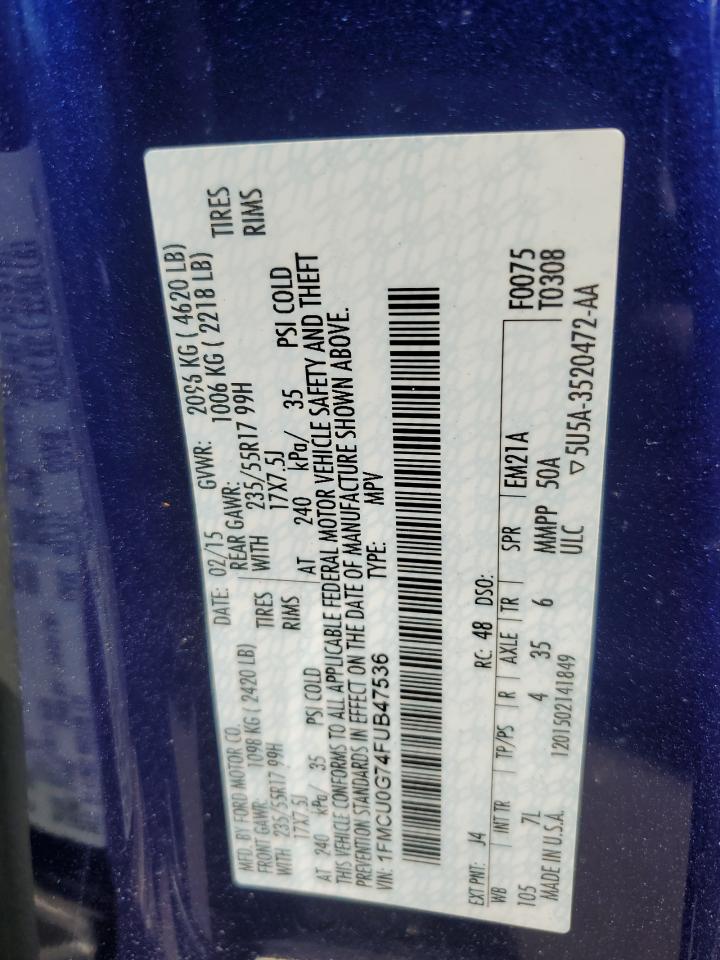 MFD. BY FORD MOTOR CO. DATE: 02/15 GVWR: 2096 KG ( 4620 LB)
FRONT GAWR: 1098 KG ( 2420 LB) REAR GAWR: 1006 KG ( 2218 LB)
WITH 235/55R17 99H TIRES WITH 235/55R17 99H TIRES
17X7.5J RIMS 17X7.5J RIMS
AT 240 kPa/ 35 PSI COLD AT 240 kPa/ 35 PSI COLD
THIS VEHICLE CONFORMS TO ALL APPLICABLE FEDERAL MOTOR VEHICLE SAFETY AND THEFT
PREVENTION STANDARDS IN EFFECT ON THE DATE OF MANUFACTURE SHOWN ABOVE.
VIN: 1FMCU0G74FUB47536 TYPE: MPV
EXT PNT: J4 RC: 48 DSO:
WB INT TR TP/PS R AXLE TR SPR EM21A F0075
105 7L 4 35 6 MMPP 50A T0308
MADE IN U.S.A. 1201502141849 ULC ▽5U5A-3520472-AA